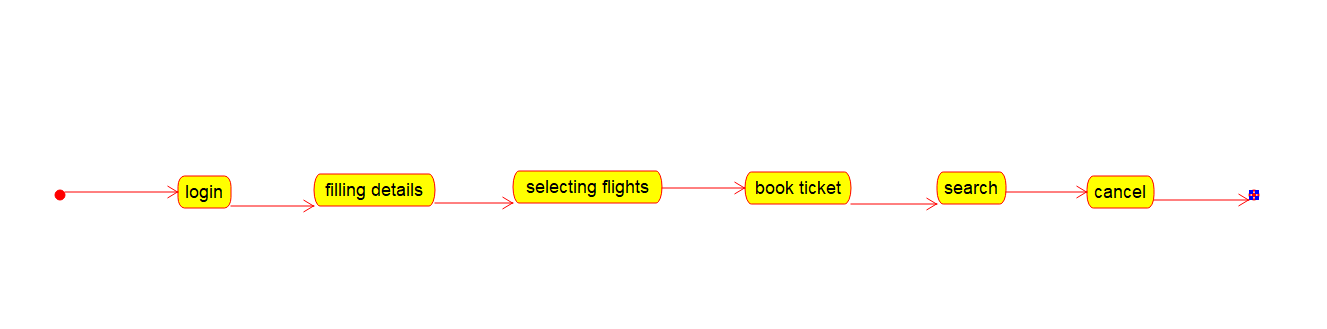 login
filling details
selecting flights
book ticket
search
cancel